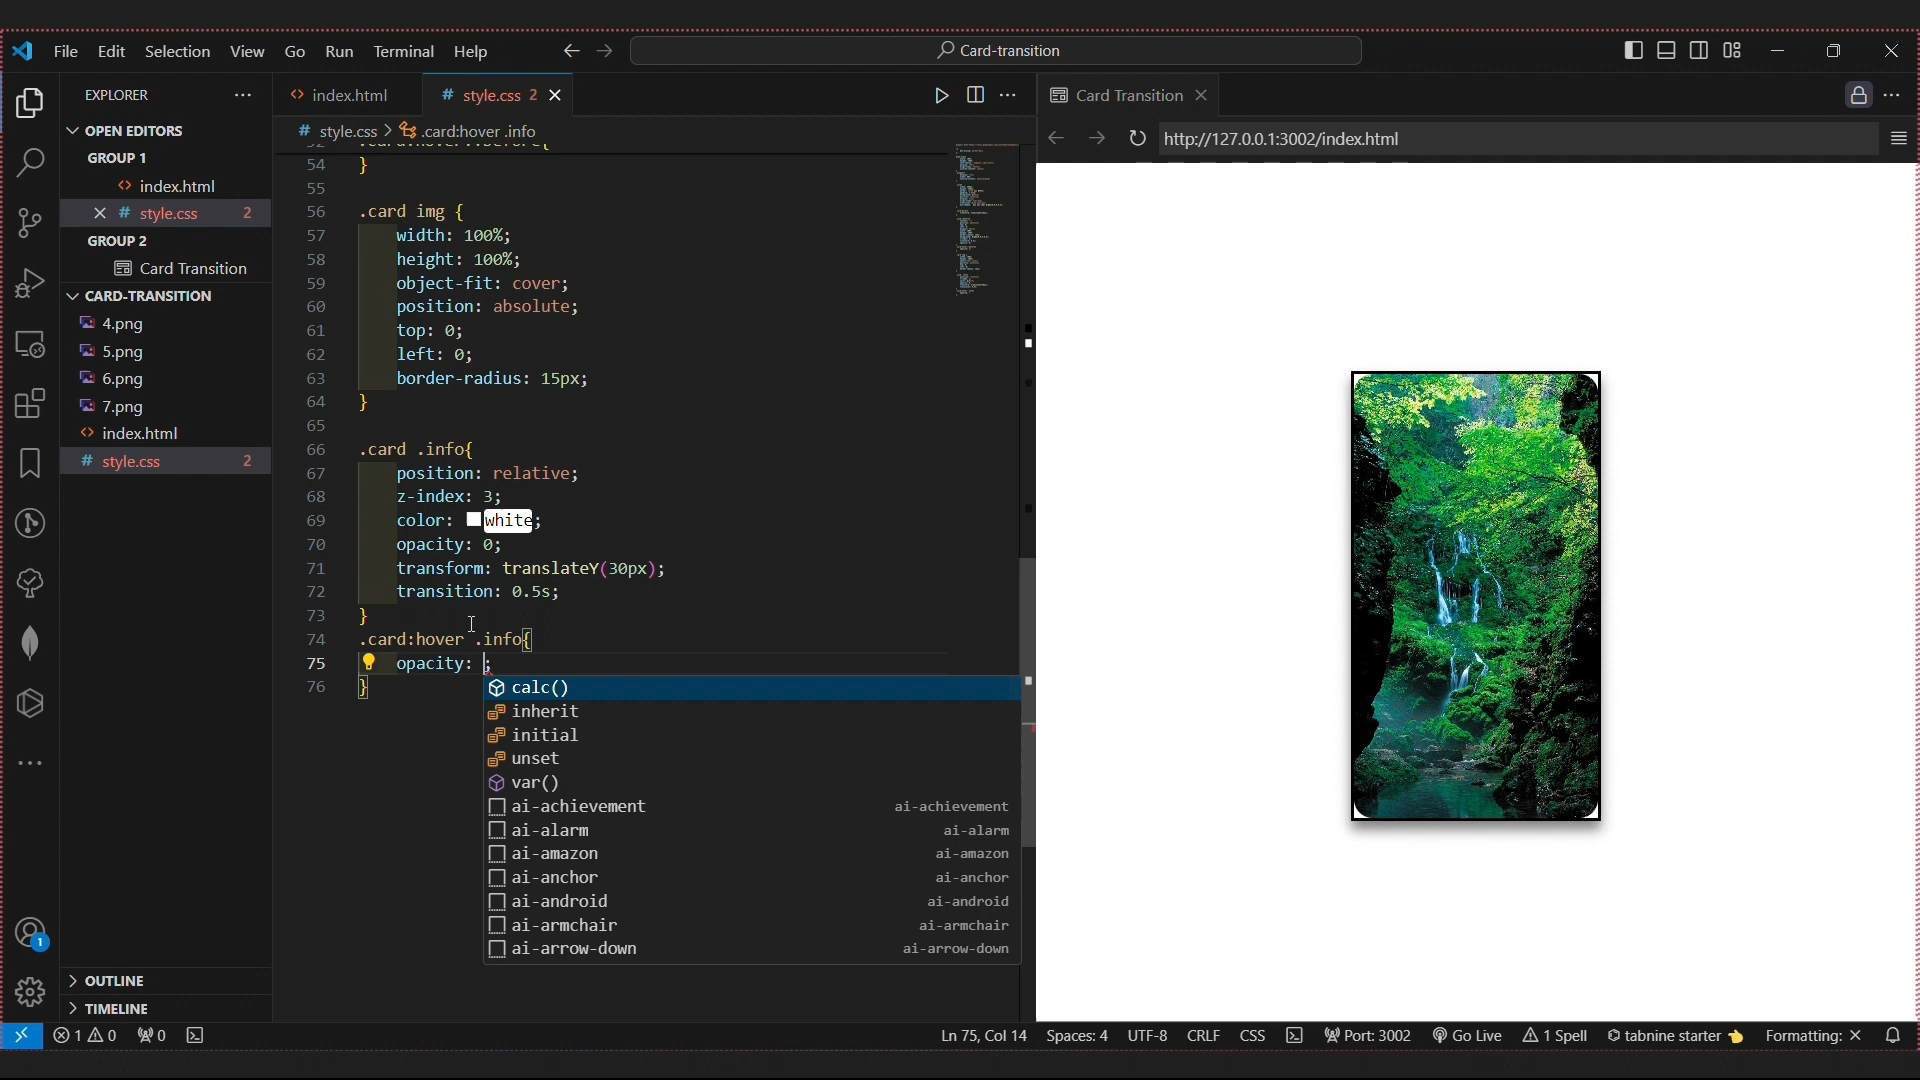 File Edit Selection View Go Run Terminal Help
Card-transition
EXPLORER
OPEN EDITORS
GROUP 1
<> index.html
# style.css 2
GROUP 2
Card Transition
CARD-TRANSITION
4.png
5.png
6.png
7.png
<> index.html
# style.css 2
OUTLINE
TIMELINE
<> index.html
# style.css 2
# style.css > .card:hover .info
54 }
55
56 .card img {
57 width: 100%;
58 height: 100%;
59 object-fit: cover;
60 position: absolute;
61 top: 0;
62 left: 0;
63 border-radius: 15px;
64 }
65
66 .card .info{
67 position: relative;
68 z-index: 3;
69 color: white;
70 opacity: 0;
71 transform: translateY(30px);
72 transition: 0.5s;
73 }
74 .card:hover .info{
75 opacity: ;
76 }
calc()
inherit
initial
unset
var()
ai-achievement ai-achievement
ai-alarm ai-alarm
ai-amazon ai-amazon
ai-anchor ai-anchor
ai-android ai-android
ai-armchair ai-armchair
ai-arrow-down ai-arrow-down
Card Transition
http://127.0.0.1:3002/index.html
1
1 0 0 Ln 75, Col 14 Spaces: 4 UTF-8 CRLF CSS Port: 3002 Go Live 1 Spell tabnine starter Formatting: ×